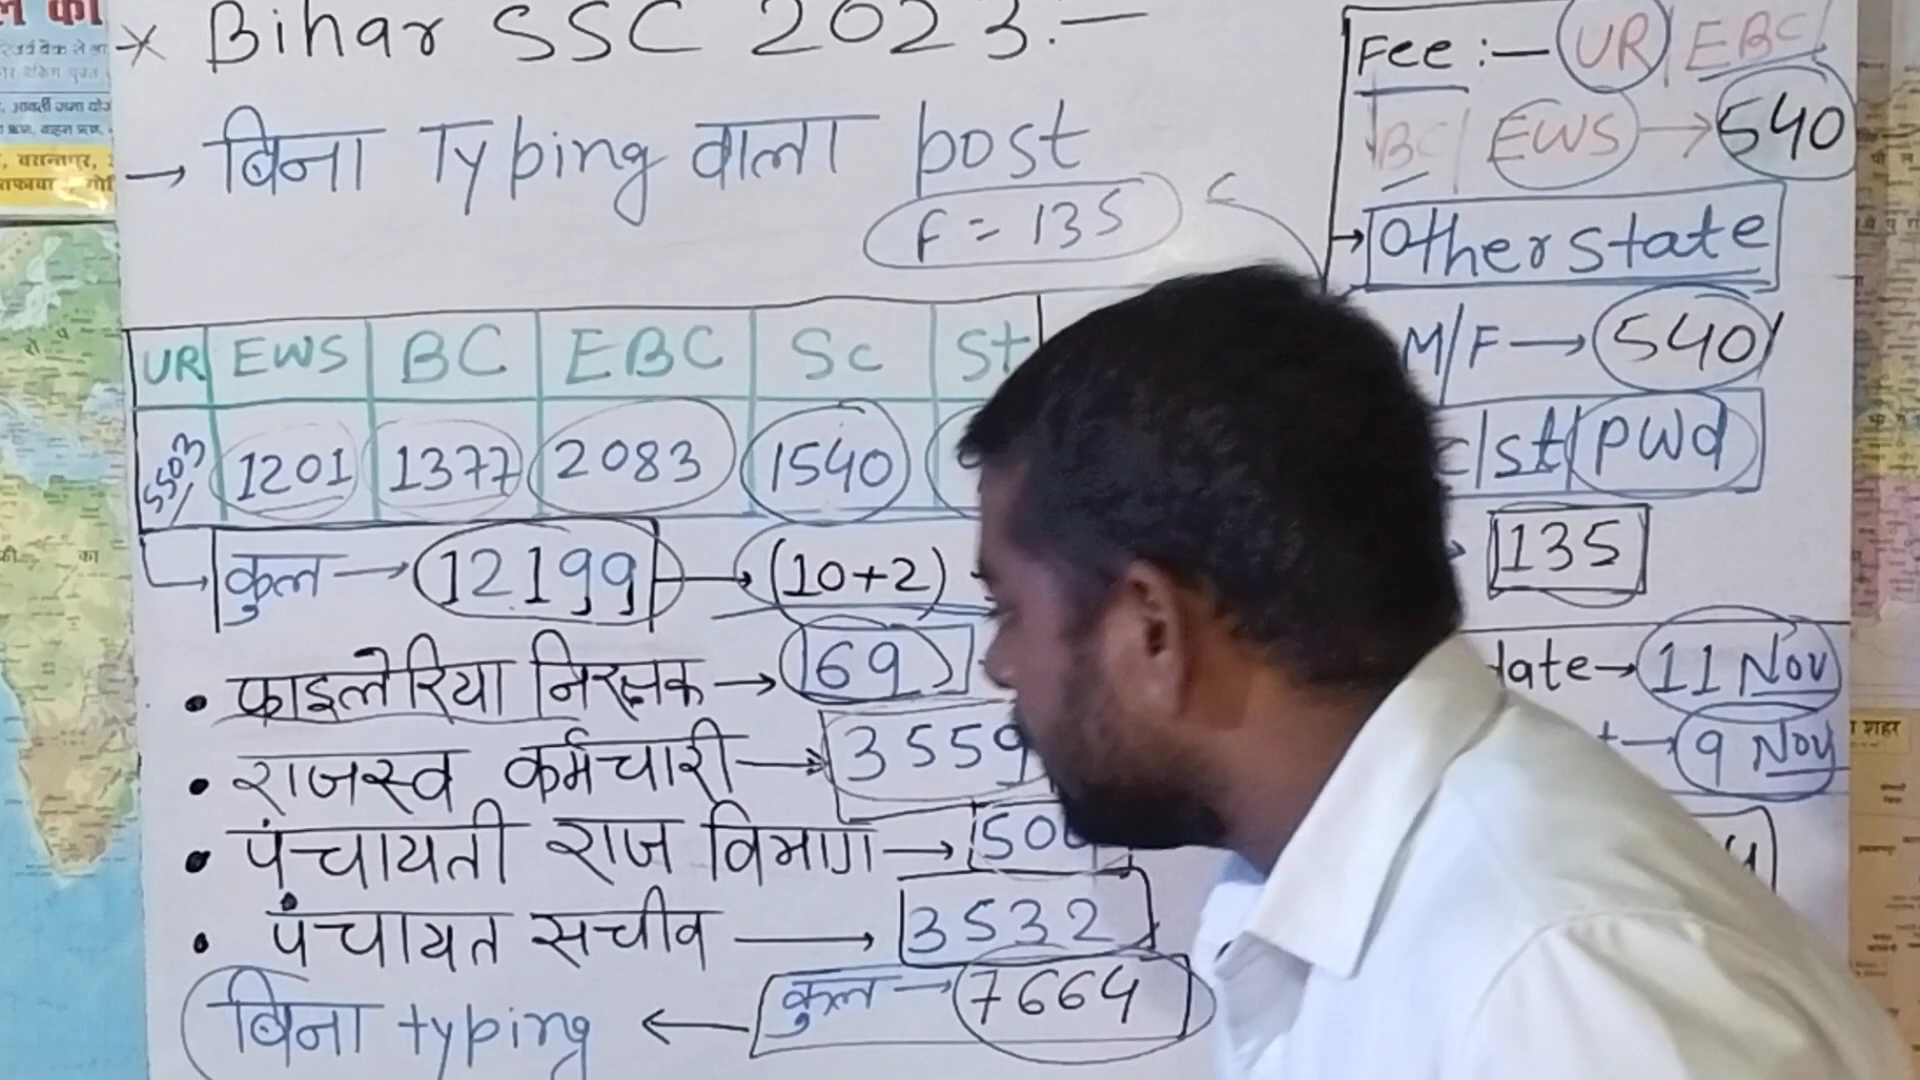 * Bihar SSC 2023:-
→ बिना Typing वाला post
F = 135
UR EWS BC EBC Sc St
5503 1201 1377 2083 1540
कुल → 12199 → (10+2)
• फाइलेरिया निरक्षक → 169
• राजस्व कर्मचारी → 3559
• पंचायती राज विभाग →
• पंचायत सचीव → 3532
बिना typing ← कुल → 7664
Fee :- UR | EBC |
BC | EWS → 540
→ Other state
M/F → 540
|st| PWd
135
→ 11 Nov
→ 9 Nov
शहर